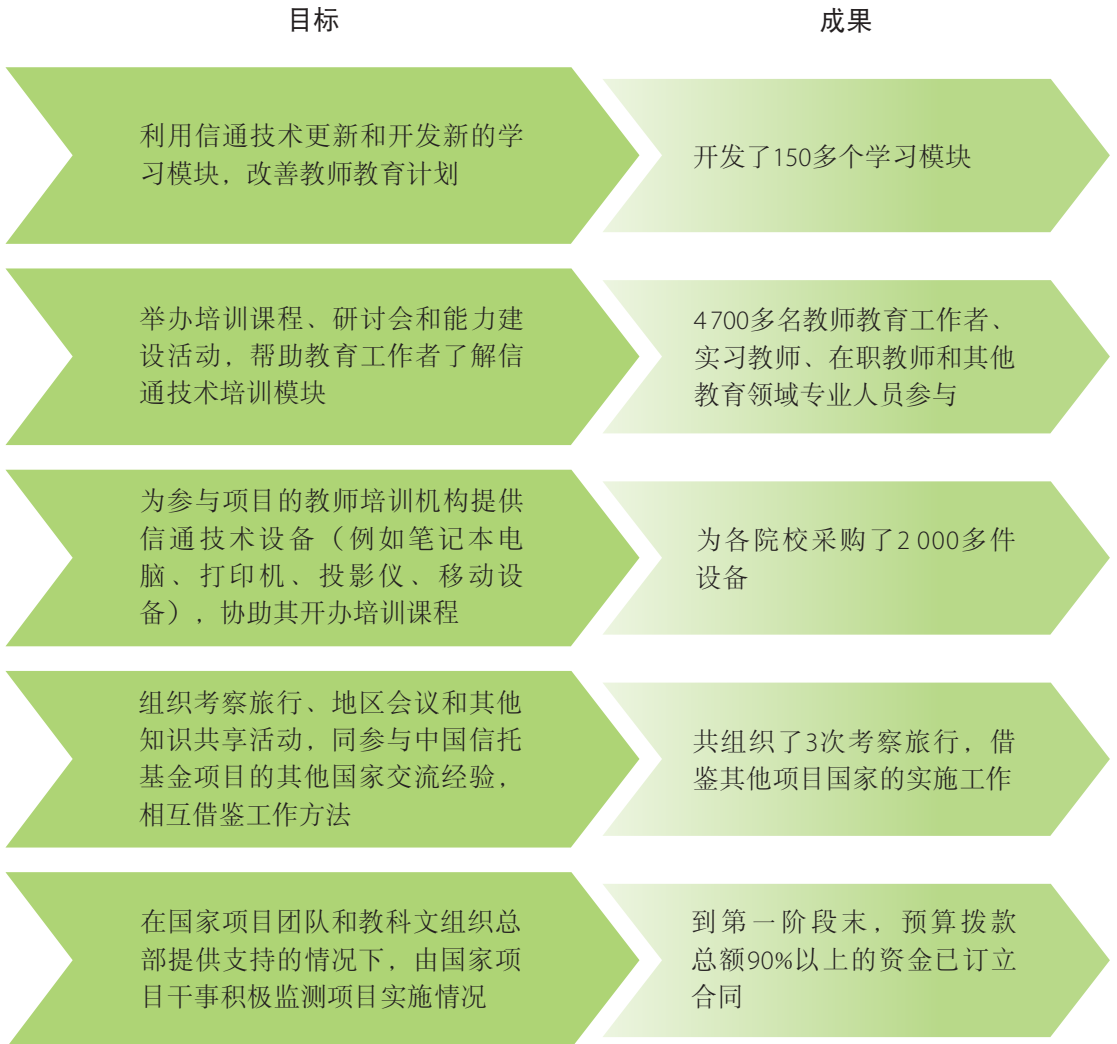 目标
成果
利用信通技术更新和开发新的学
习模块，改善教师教育计划
开发了150多个学习模块
举办培训课程、研讨会和能力建
设活动，帮助教育工作者了解信
通技术培训模块
4 700多名教师教育工作者、
实习教师、在职教师和其他
教育领域专业人员参与
为参与项目的教师培训机构提供
信通技术设备（例如笔记本电
脑、打印机、投影仪、移动设
备），协助其开办培训课程
为各院校采购了2 000多件
设备
组织考察旅行、地区会议和其他
知识共享活动，同参与中国信托
基金项目的其他国家交流经验，
相互借鉴工作方法
共组织了3次考察旅行，借
鉴其他项目国家的实施工作
在国家项目团队和教科文组织总
部提供支持的情况下，由国家项
目干事积极监测项目实施情况
到第一阶段末，预算拨款
总额90%以上的资金已订立
合同